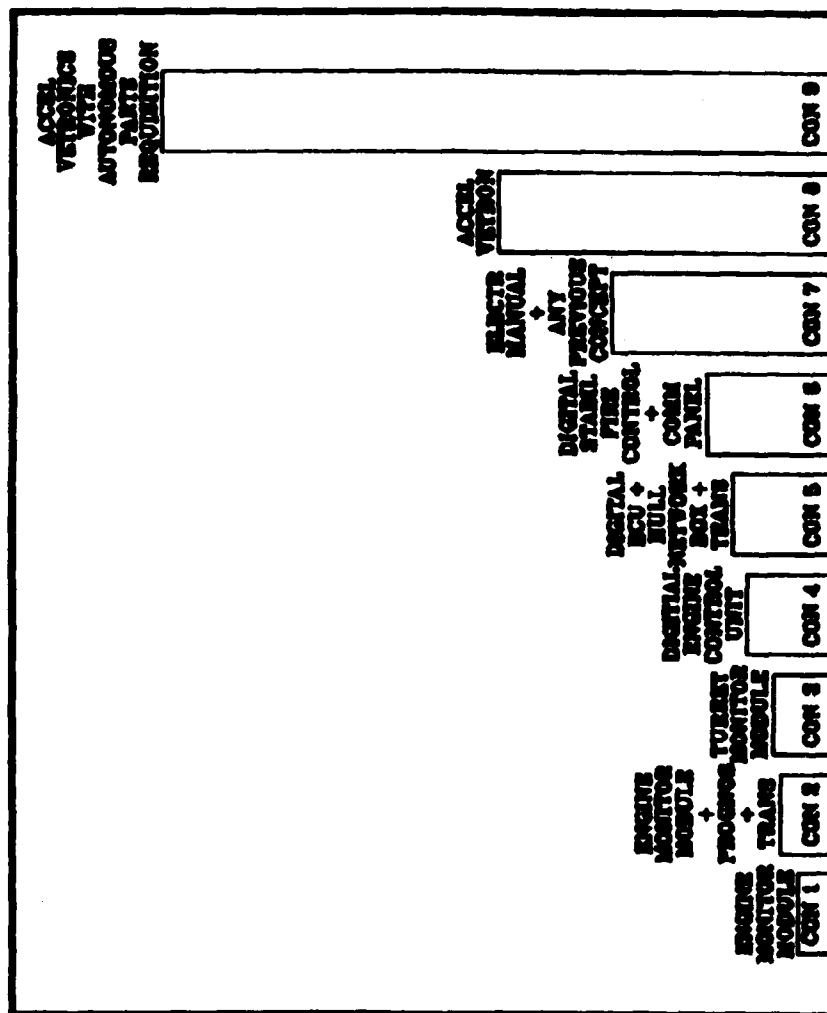 ENGINE
MONITOR
MODULE
CON 1
ENGINE
MONITOR
MODULE
+
PROGNOS
+
TRANS
CON 2
TURRET
MONITOR
MODULE
CON 3
DIGITIAL
ENGINE
CONTROL
UNIT
CON 4
DIGITAL
ECU +
HULL
NETWORK
BOX +
TRANS
CON 5
DIGITAL
STABIL
FIRE
CONTROL
+
COMM
PANEL
CON 6
ELECTR
MANUAL
+
ANY
PREVIOUS
CONCEPT
CON 7
ACCEL
VETRON
CON 8
ACCEL
VETRONICS
WITH
AUTONOMOUS
PARTS
REQUISITION
CON 9